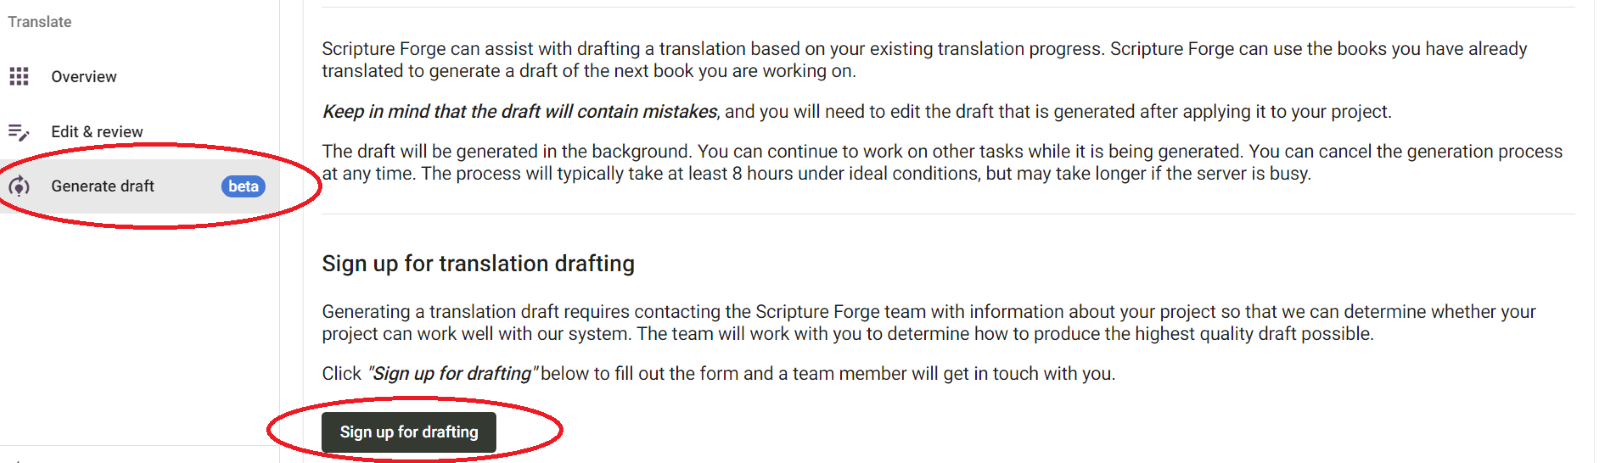 Translate
Overview
Edit & review
Generate draft beta
Scripture Forge can assist with drafting a translation based on your existing translation progress. Scripture Forge can use the books you have already
translated to generate a draft of the next book you are working on.
Keep in mind that the draft will contain mistakes, and you will need to edit the draft that is generated after applying it to your project.
The draft will be generated in the background. You can continue to work on other tasks while it is being generated. You can cancel the generation process
at any time. The process will typically take at least 8 hours under ideal conditions, but may take longer if the server is busy.
Sign up for translation drafting
Generating a translation draft requires contacting the Scripture Forge team with information about your project so that we can determine whether your
project can work well with our system. The team will work with you to determine how to produce the highest quality draft possible.
Click "Sign up for drafting" below to fill out the form and a team member will get in touch with you.
Sign up for drafting